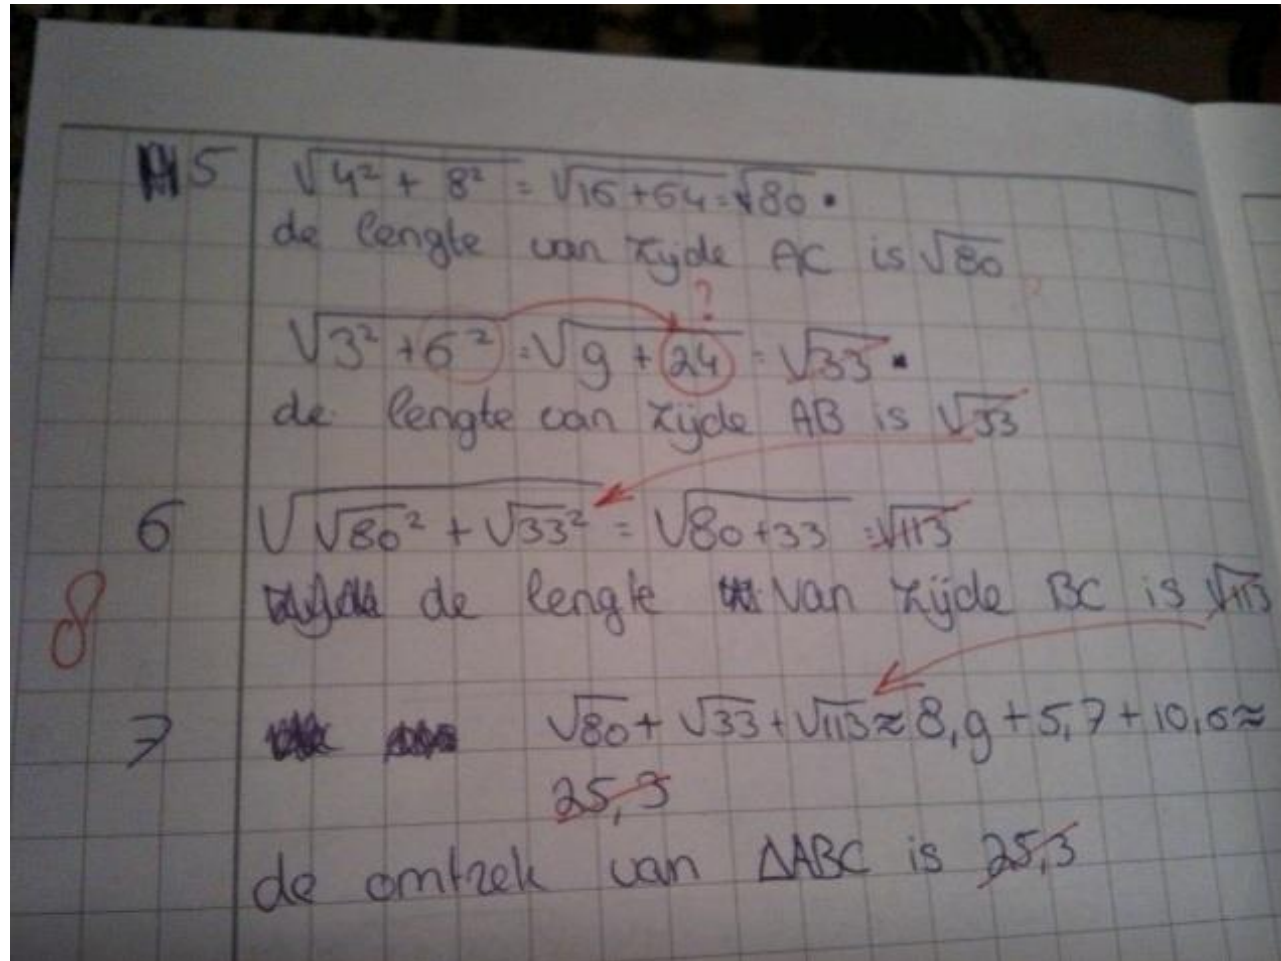 5 √4² + 8² = √16+64 = √80 .
de lengte van zijde AC is √80
?
√3² + 6² = √9 + 24 = √33 .
de lengte van zijde AB is √33
6 √√80² + √33² = √80+33 = √113
de lengte van zijde BC is √113
8
7 √80 + √33 + √113 ≈ 8,9 + 5,7 + 10,6 ≈
25,3
de omtrek van ΔABC is 25,3